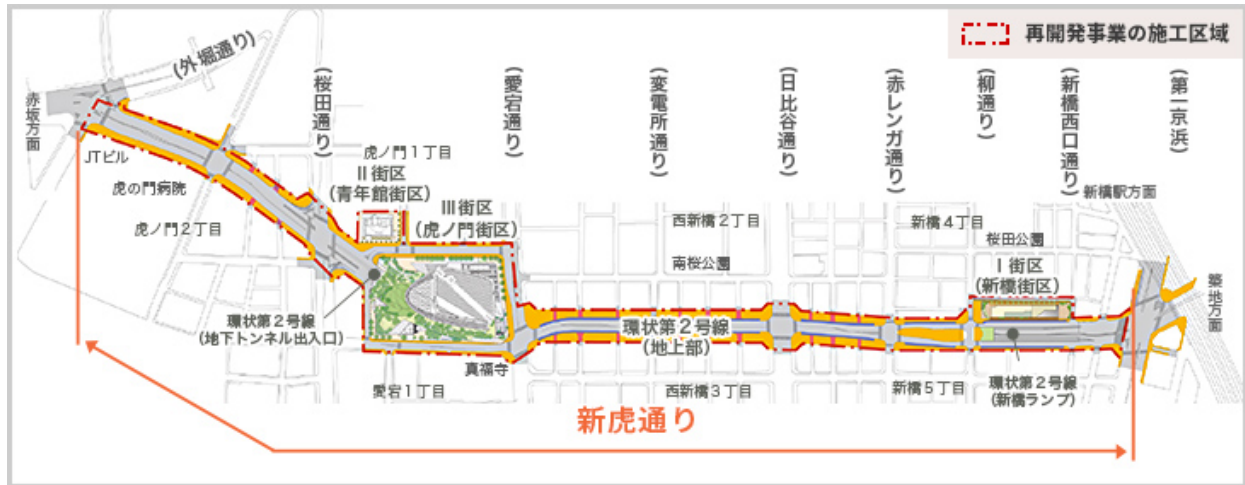 再開発事業の施工区域
(外堀通り)
(桜田通り)
(愛宕通り)
(変電所通り)
(日比谷通り)
(赤レンガ通り)
(柳通り)
(新橋西口通り)
(第一京浜)
赤坂方面
JTビル
虎の門病院
虎ノ門2丁目
虎ノ門1丁目
Ⅱ街区
(青年館街区)
Ⅲ街区
(虎ノ門街区)
西新橋2丁目
南桜公園
新橋4丁目
桜田公園
Ⅰ街区
(新橋街区)
新橋駅方面
築地方面
環状第2号線
(地下トンネル出入口)
環状第2号線
(地上部)
真福寺
愛宕1丁目
西新橋3丁目
新橋5丁目
環状第2号線
(新橋ランプ)
新虎通り